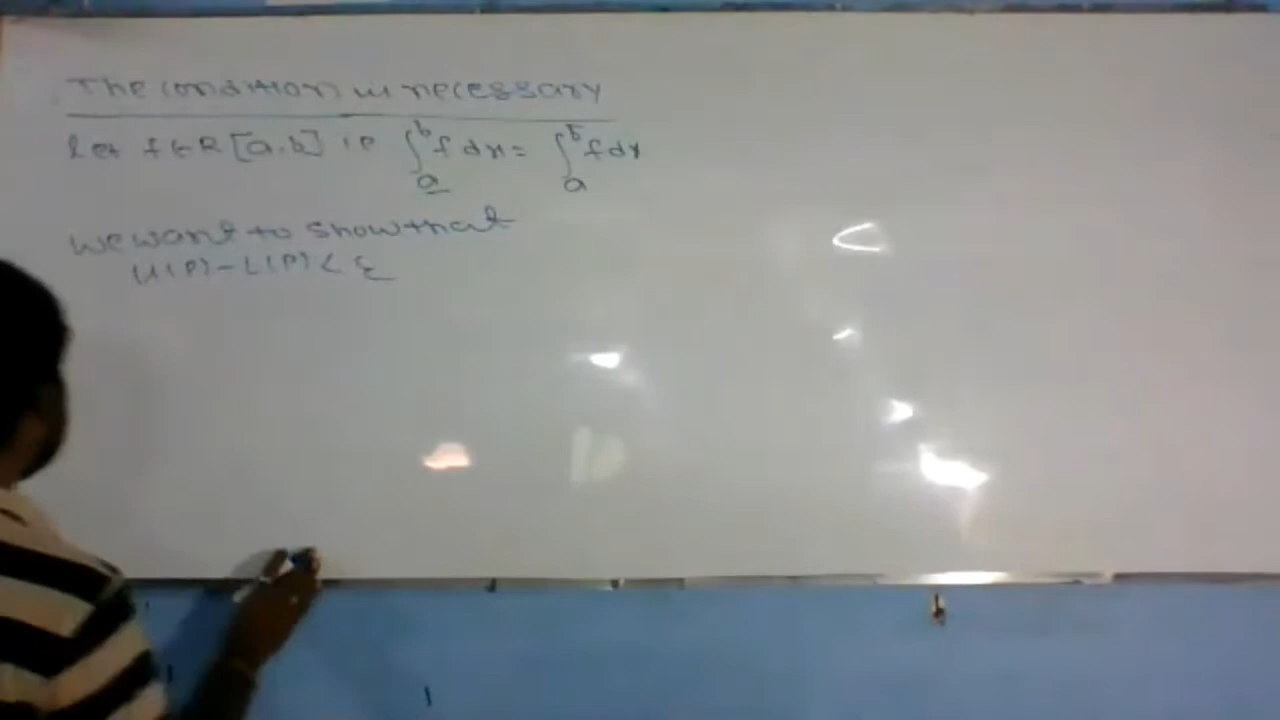 The condition is necessary
Let f ∈ R [a,b] i.e ∫_a̲^b f dx = ∫_a^b̄ f dx
We want to show that
U(P) - L(P) < ε